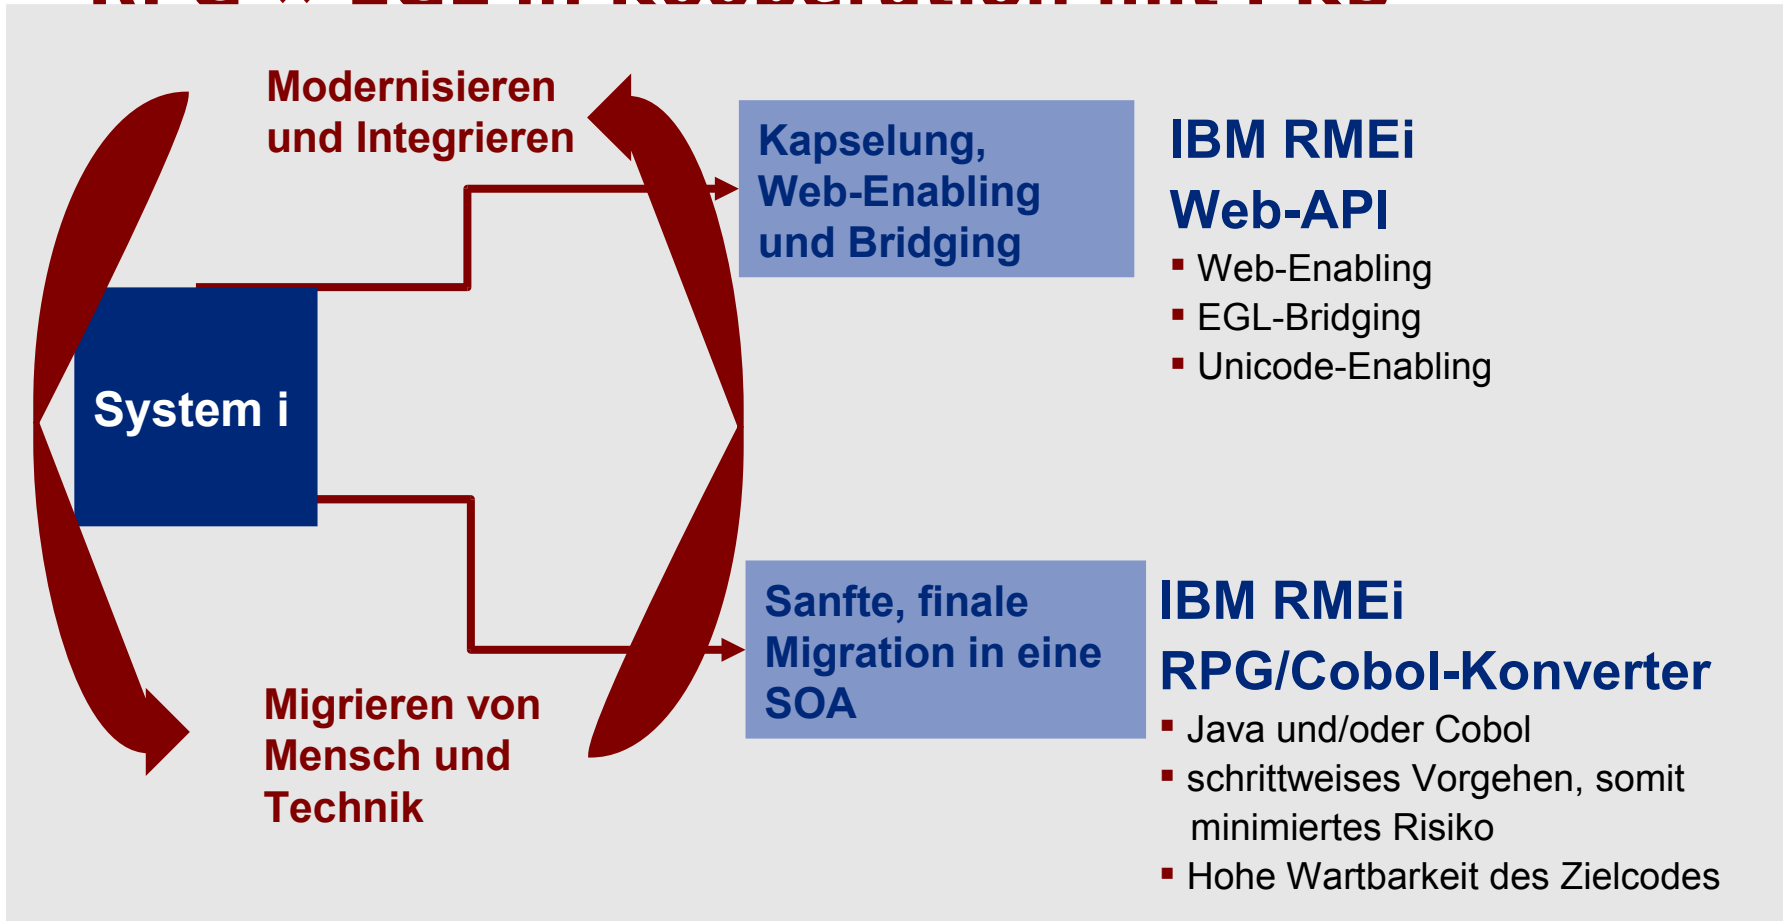 Modernisieren
und Integrieren
Kapselung,
Web-Enabling
und Bridging
IBM RMEi
Web-API
▪ Web-Enabling
▪ EGL-Bridging
▪ Unicode-Enabling
System i
Migrieren von
Mensch und
Technik
Sanfte, finale
Migration in eine
SOA
IBM RMEi
RPG/Cobol-Konverter
▪ Java und/oder Cobol
▪ schrittweises Vorgehen, somit
minimiertes Risiko
▪ Hohe Wartbarkeit des Zielcodes